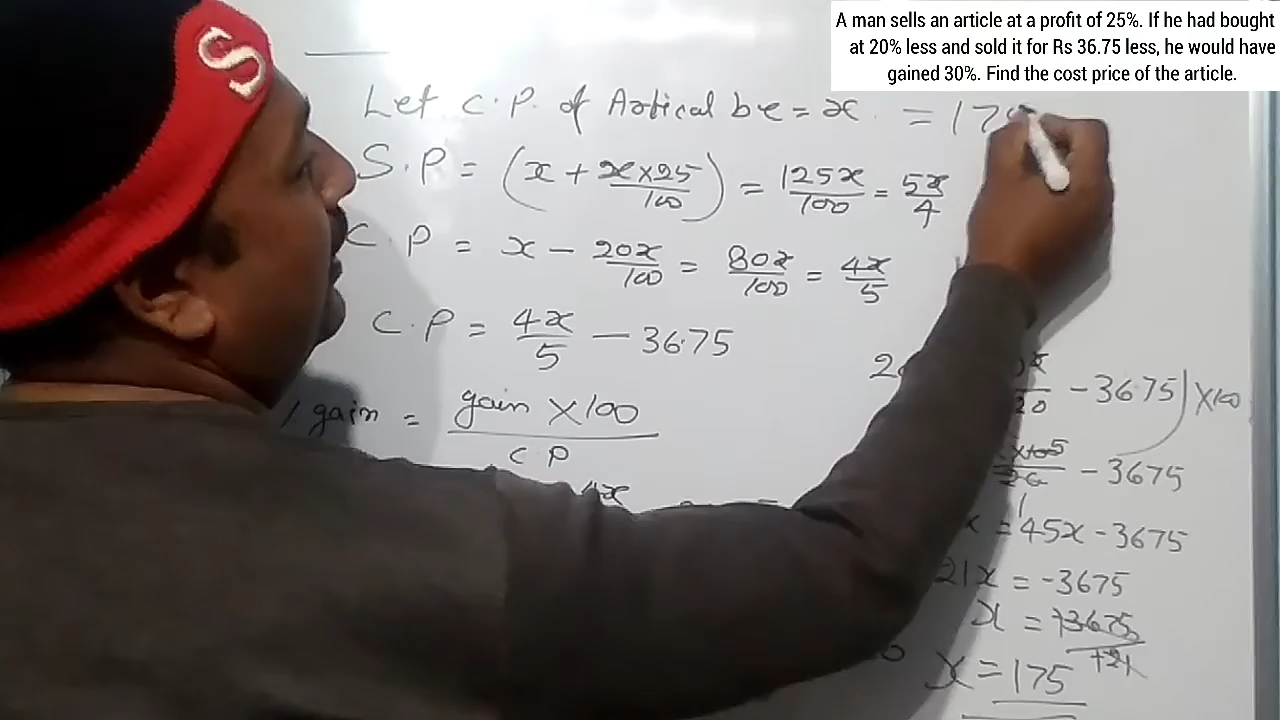 A man sells an article at a profit of 25%. If he had bought
at 20% less and sold it for Rs 36.75 less, he would have
gained 30%. Find the cost price of the article.
S
Let C.P. of Artical be = x = 17
S.P = (x + x×25/100) = 125x/100 = 5x/4
C.P = x - 20x/100 = 80x/100 = 4x/5
C.P = 4x/5 - 36.75
gain = gain × 100 / CP
4x
20 - 36.75) × 100
- 3675
x = 45x - 3675
21x = -3675
x = +3675/+21
x = 175